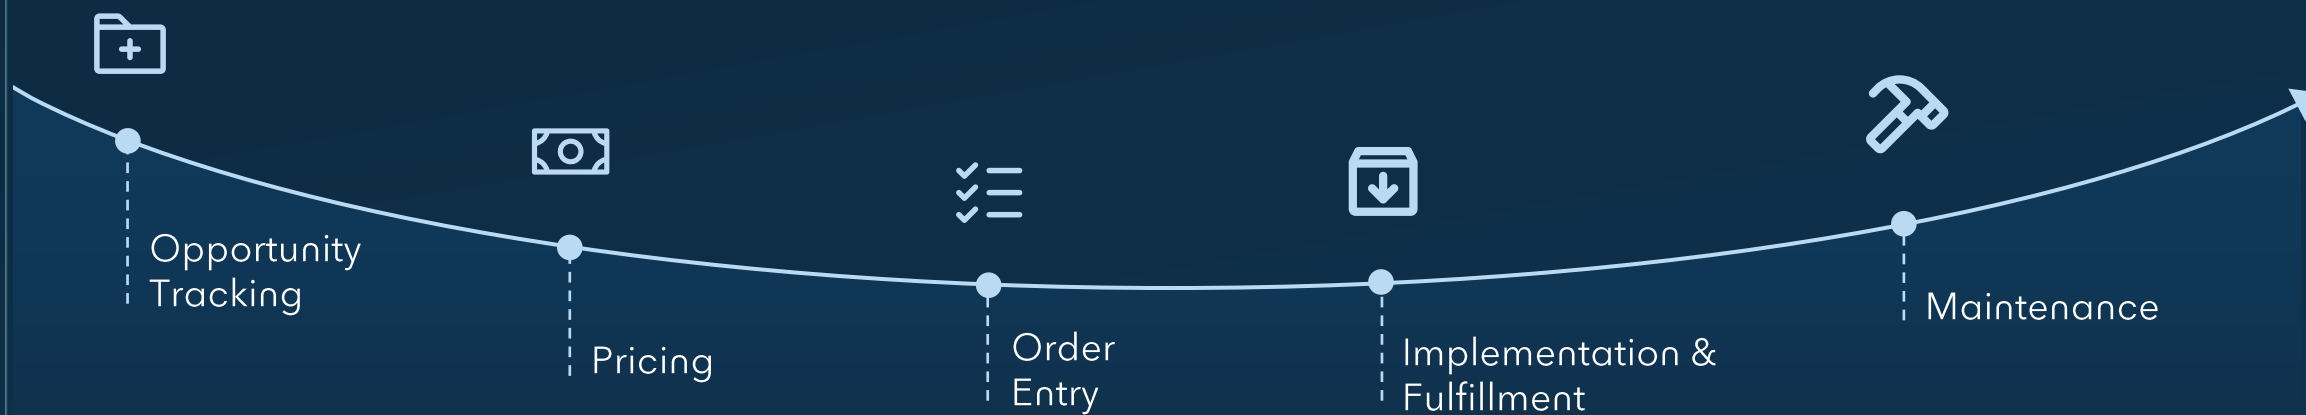 Opportunity
Tracking
Pricing
Order
Entry
Implementation &
Fulfillment
Maintenance